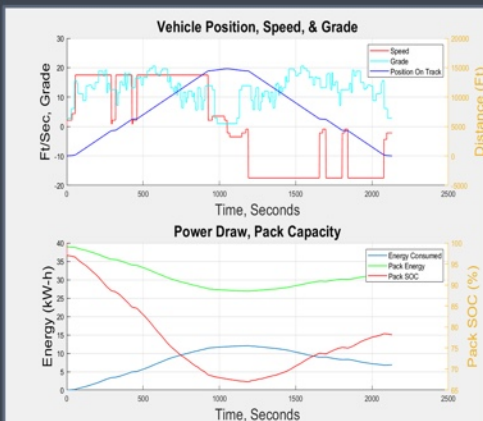 Vehicle Position, Speed, & Grade
Ft/Sec, Grade
30
20
10
0
-10
-20
Speed
Grade
Position On Track
20000
15000
10000
5000
0
-5000
Distance (Ft)
0 500 1000 1500 2000 2500
Time, Seconds
Power Draw, Pack Capacity
Energy (kW-h)
40
35
30
25
20
15
10
5
0
Energy Consumed
Pack Energy
Pack SOC
100
95
90
85
80
75
70
65
Pack SOC (%)
0 500 1000 1500 2000 2500
Time, Seconds